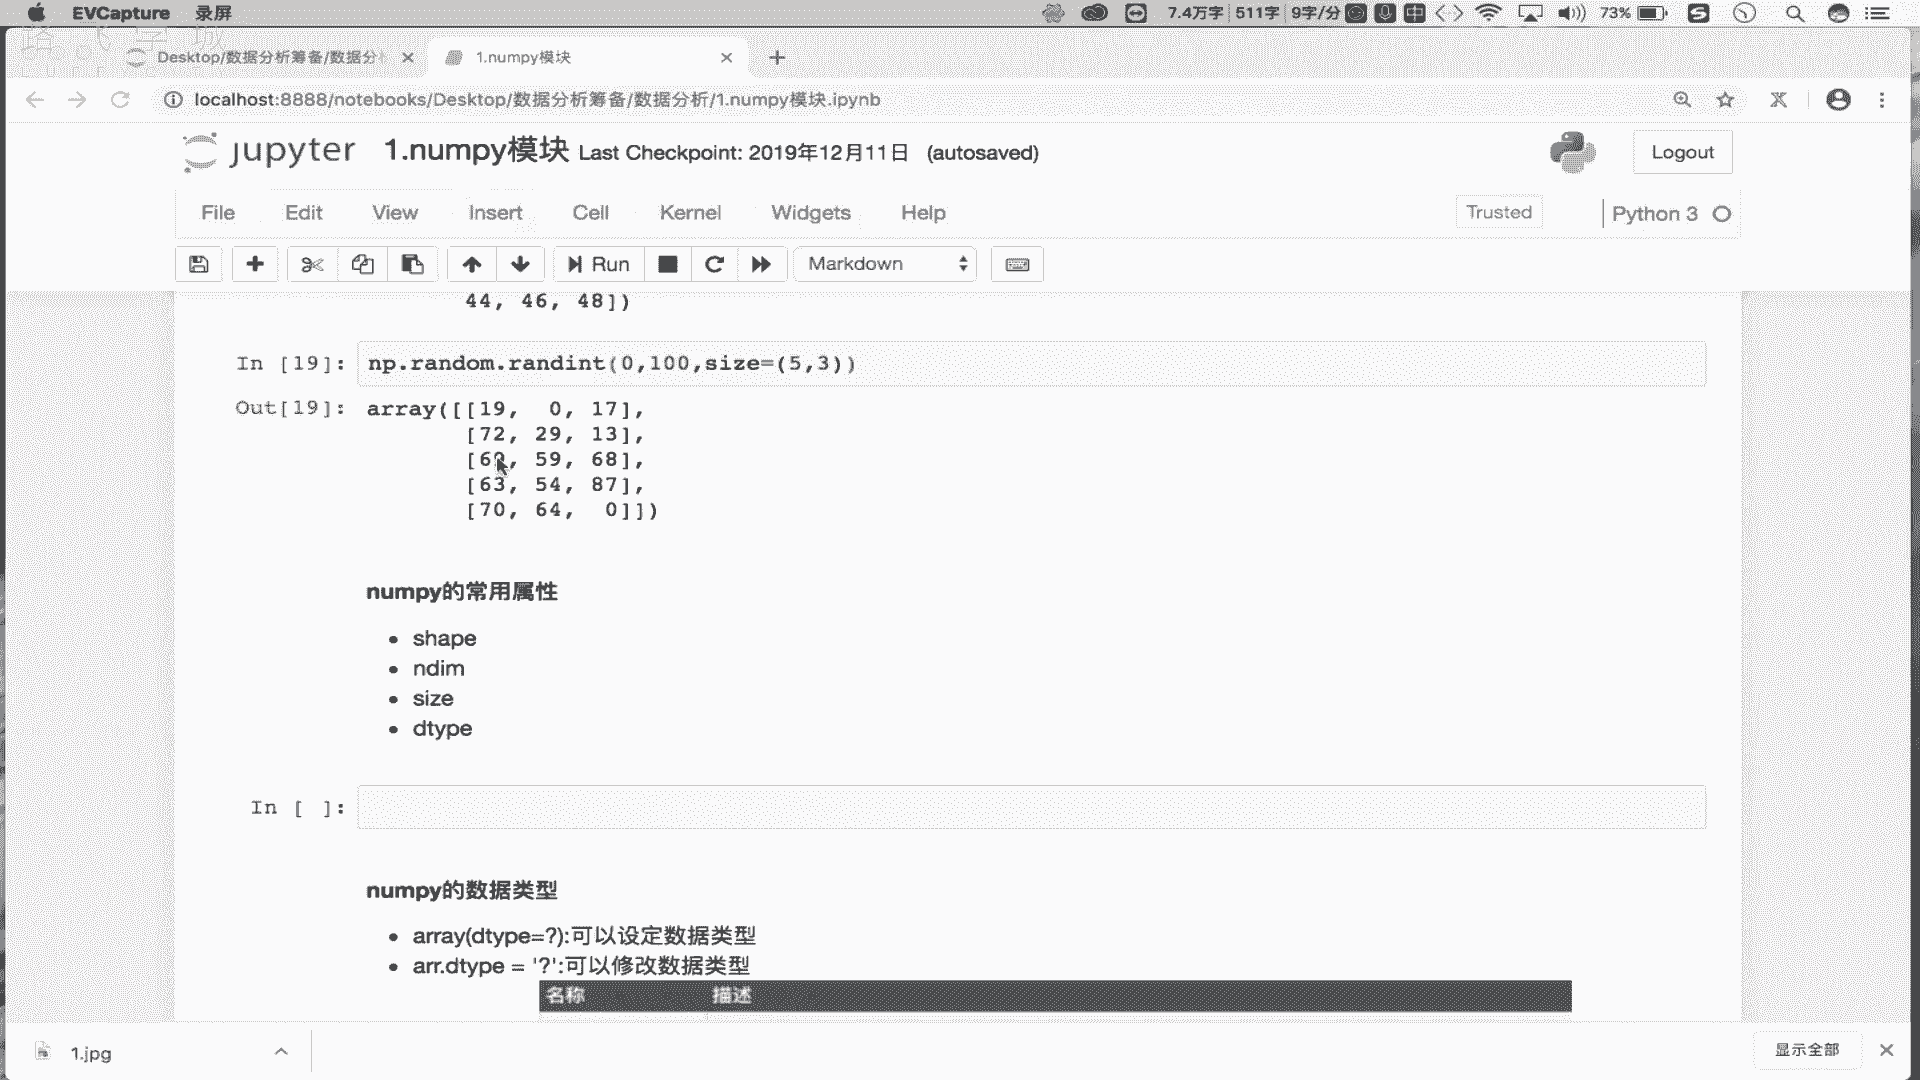 EVCapture 录屏 7.4万字 511字 9字/分 中 73%
Desktop/数据分析筹备/数据分 1.numpy模块
localhost:8888/notebooks/Desktop/数据分析筹备/数据分析/1.numpy模块.ipynb
jupyter 1.numpy模块 Last Checkpoint: 2019年12月11日 (autosaved) Logout
File Edit View Insert Cell Kernel Widgets Help Trusted Python 3
Run Markdown
44, 46, 48])
In [19]: np.random.randint(0,100,size=(5,3))
Out[19]: array([[19, 0, 17],
[72, 29, 13],
59, 68],
[63, 54, 87],
[70, 64, 0]])
numpy的常用属性
shape
ndim
size
dtype
In [ ]:
numpy的数据类型
array(dtype=?):可以设定数据类型
arr.dtype = '?':可以修改数据类型
名称 描述
1.jpg 显示全部